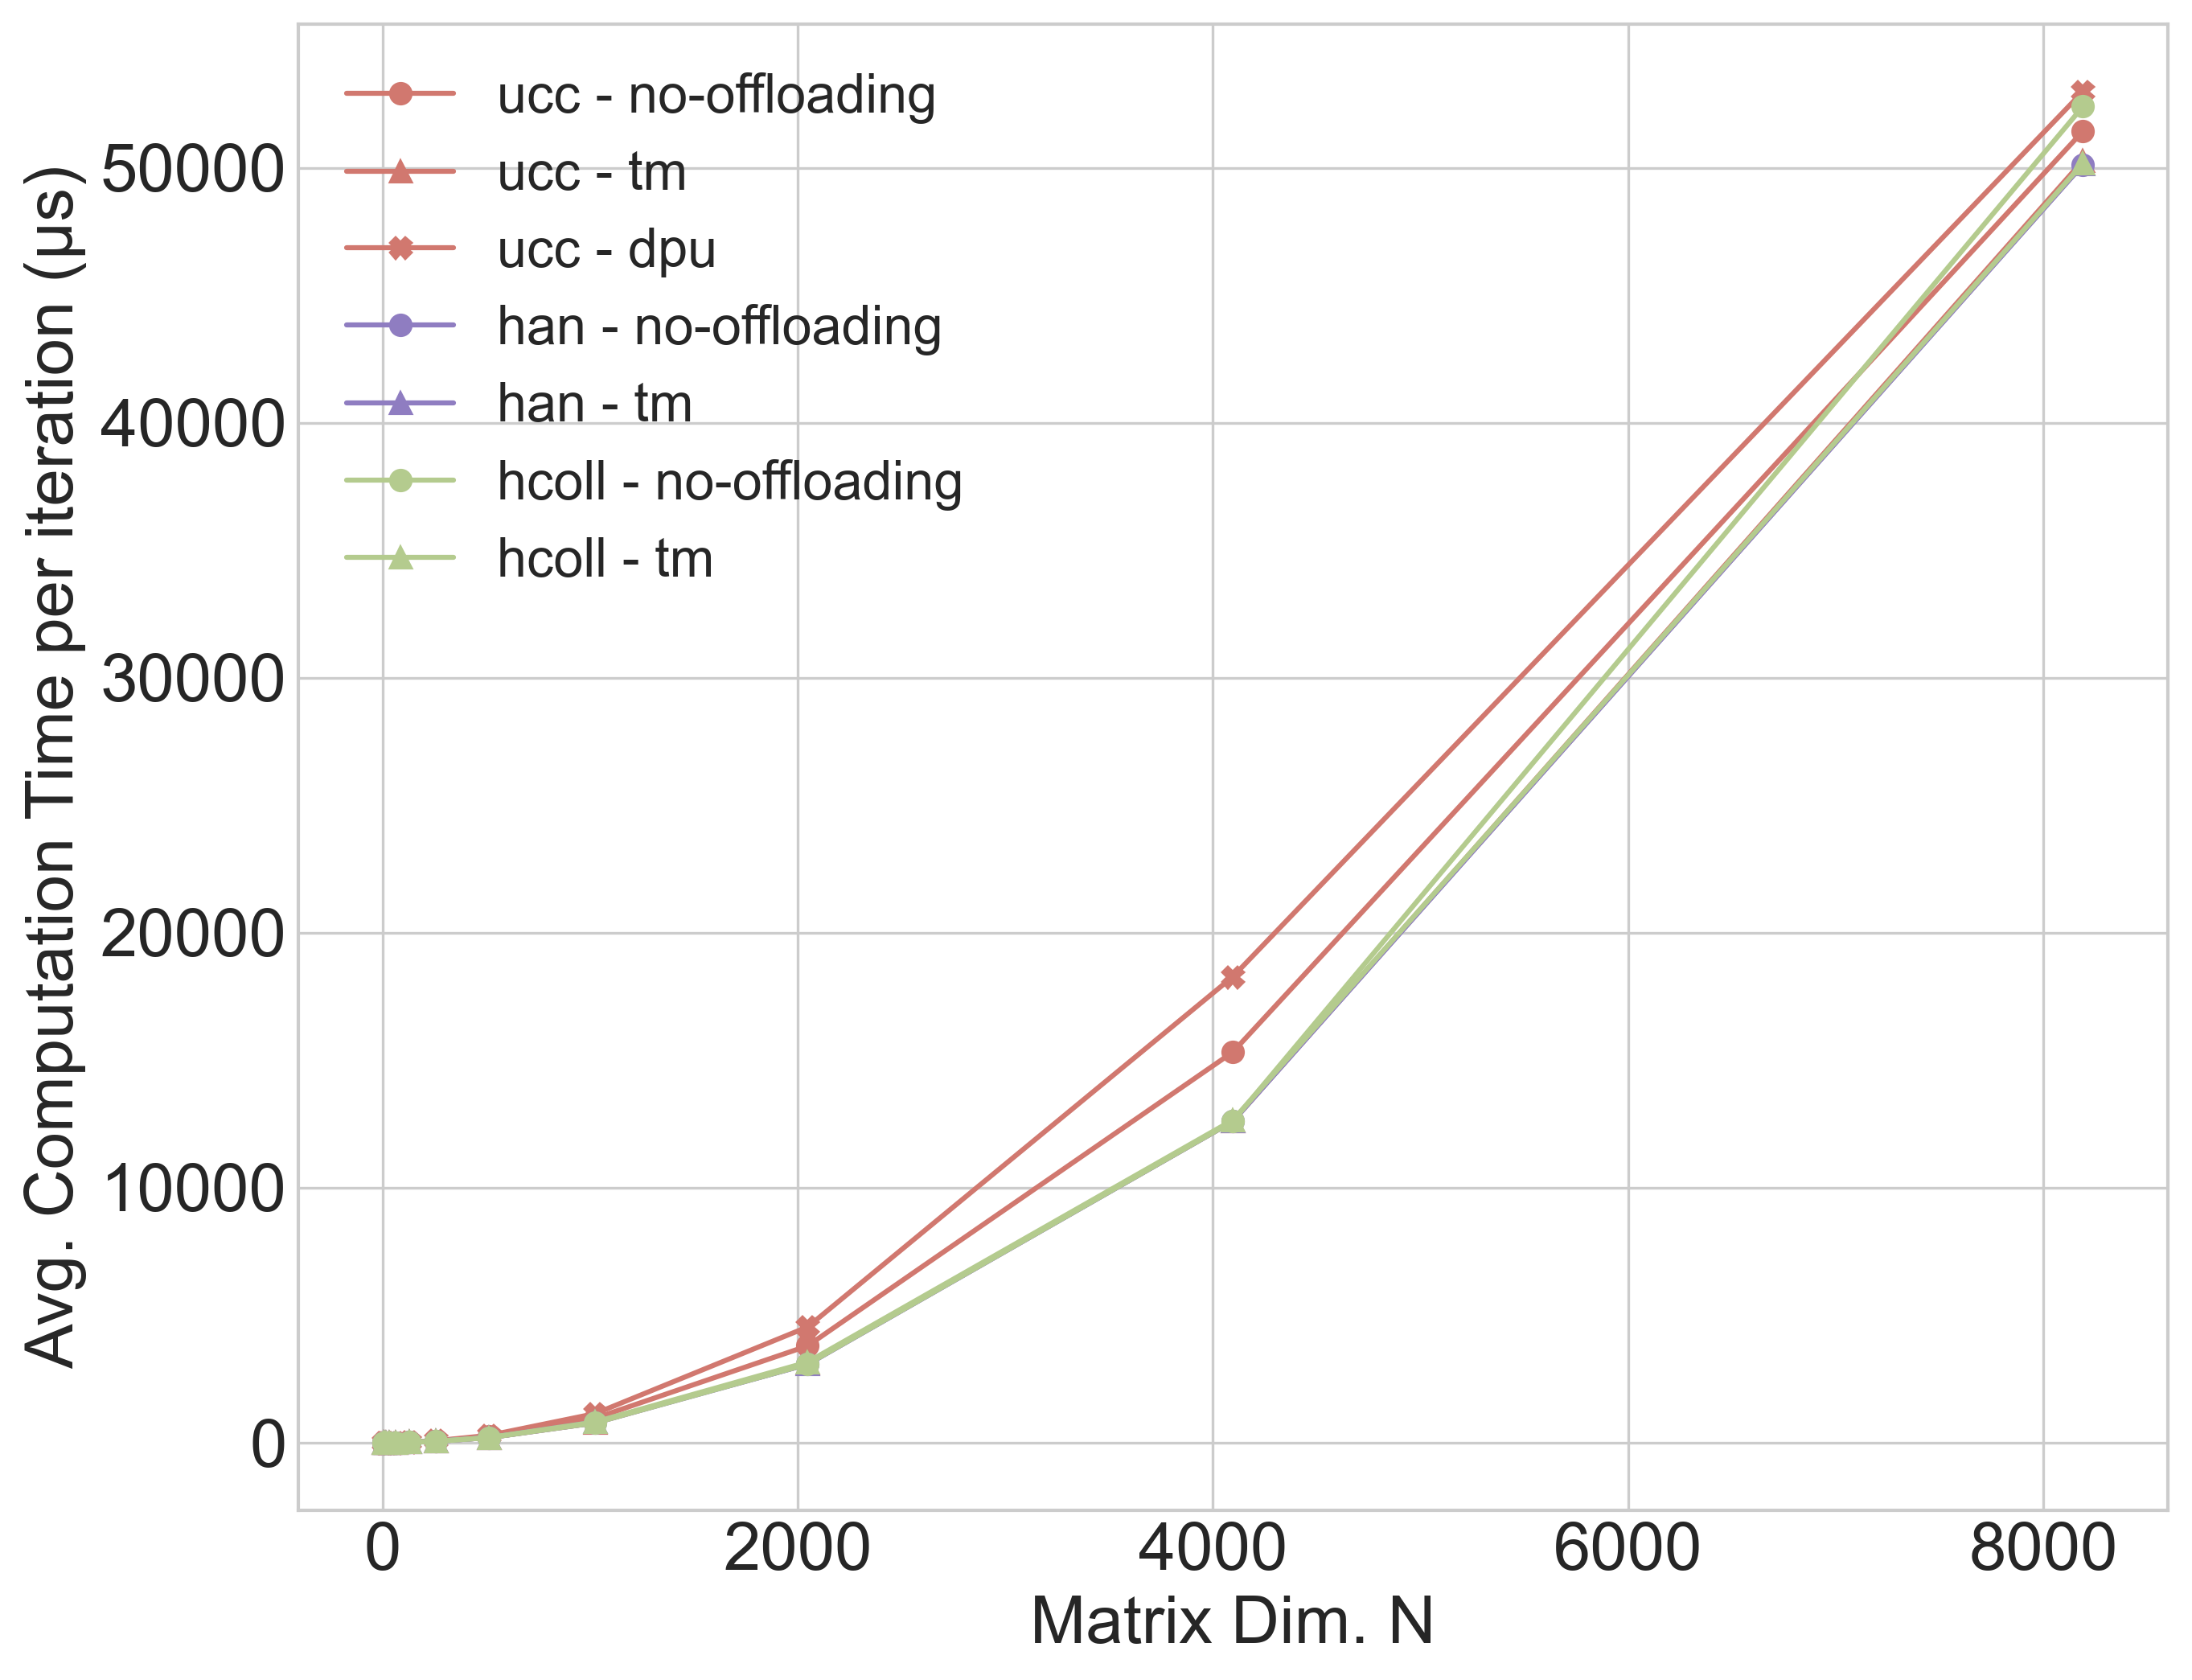 ucc - no-offloading
ucc - tm
ucc - dpu
han - no-offloading
han - tm
hcoll - no-offloading
hcoll - tm
Avg. Computation Time per iteration (μs)
50000
40000
30000
20000
10000
0
0 2000 4000 6000 8000
Matrix Dim. N